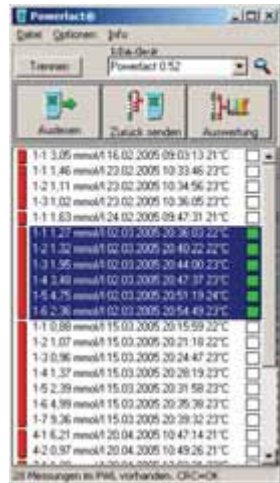 Powerlact®
Datei Optionen Info
Trennen
Powerlact 0.52
Auslesen Zurück senden Auswertung
1-1 3,05 mmol/l 16.02.2005 09:03:13 21°C
1-1 1,46 mmol/l 23.02.2005 10:33:46 23°C
1-2 1,11 mmol/l 23.02.2005 10:34:56 23°C
1-3 1,02 mmol/l 23.02.2005 10:36:05 23°C
1-1 1,63 mmol/l 24.02.2005 09:47:31 21°C
1-1 1,27 mmol/l 02.03.2005 20:36:03 22°C
1-2 1,32 mmol/l 02.03.2005 20:40:22 22°C
1-3 1,95 mmol/l 02.03.2005 20:44:00 23°C
1-4 3,40 mmol/l 02.03.2005 20:47:37 23°C
1-5 4,75 mmol/l 02.03.2005 20:51:19 24°C
1-6 2,36 mmol/l 02.03.2005 20:54:49 23°C
1-1 0,88 mmol/l 15.03.2005 20:15:59 22°C
1-2 1,07 mmol/l 15.03.2005 20:21:18 22°C
1-3 0,96 mmol/l 15.03.2005 20:24:47 23°C
1-4 1,37 mmol/l 15.03.2005 20:28:19 23°C
1-5 2,39 mmol/l 15.03.2005 20:31:58 23°C
1-6 4,99 mmol/l 15.03.2005 20:35:38 23°C
1-7 9,36 mmol/l 15.03.2005 20:39:32 23°C
4-1 6,21 mmol/l 20.04.2005 10:47:14 21°C
4-2 0,97 mmol/l 20.04.2005 10:49:26 21°C
28 Messungen im PWL vorhanden. CRC=OK